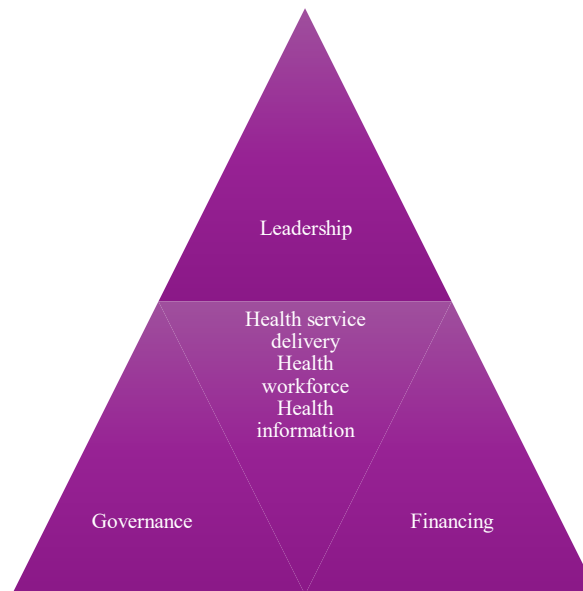 Leadership
Health service
delivery
Health
workforce
Health
information
Governance
Financing